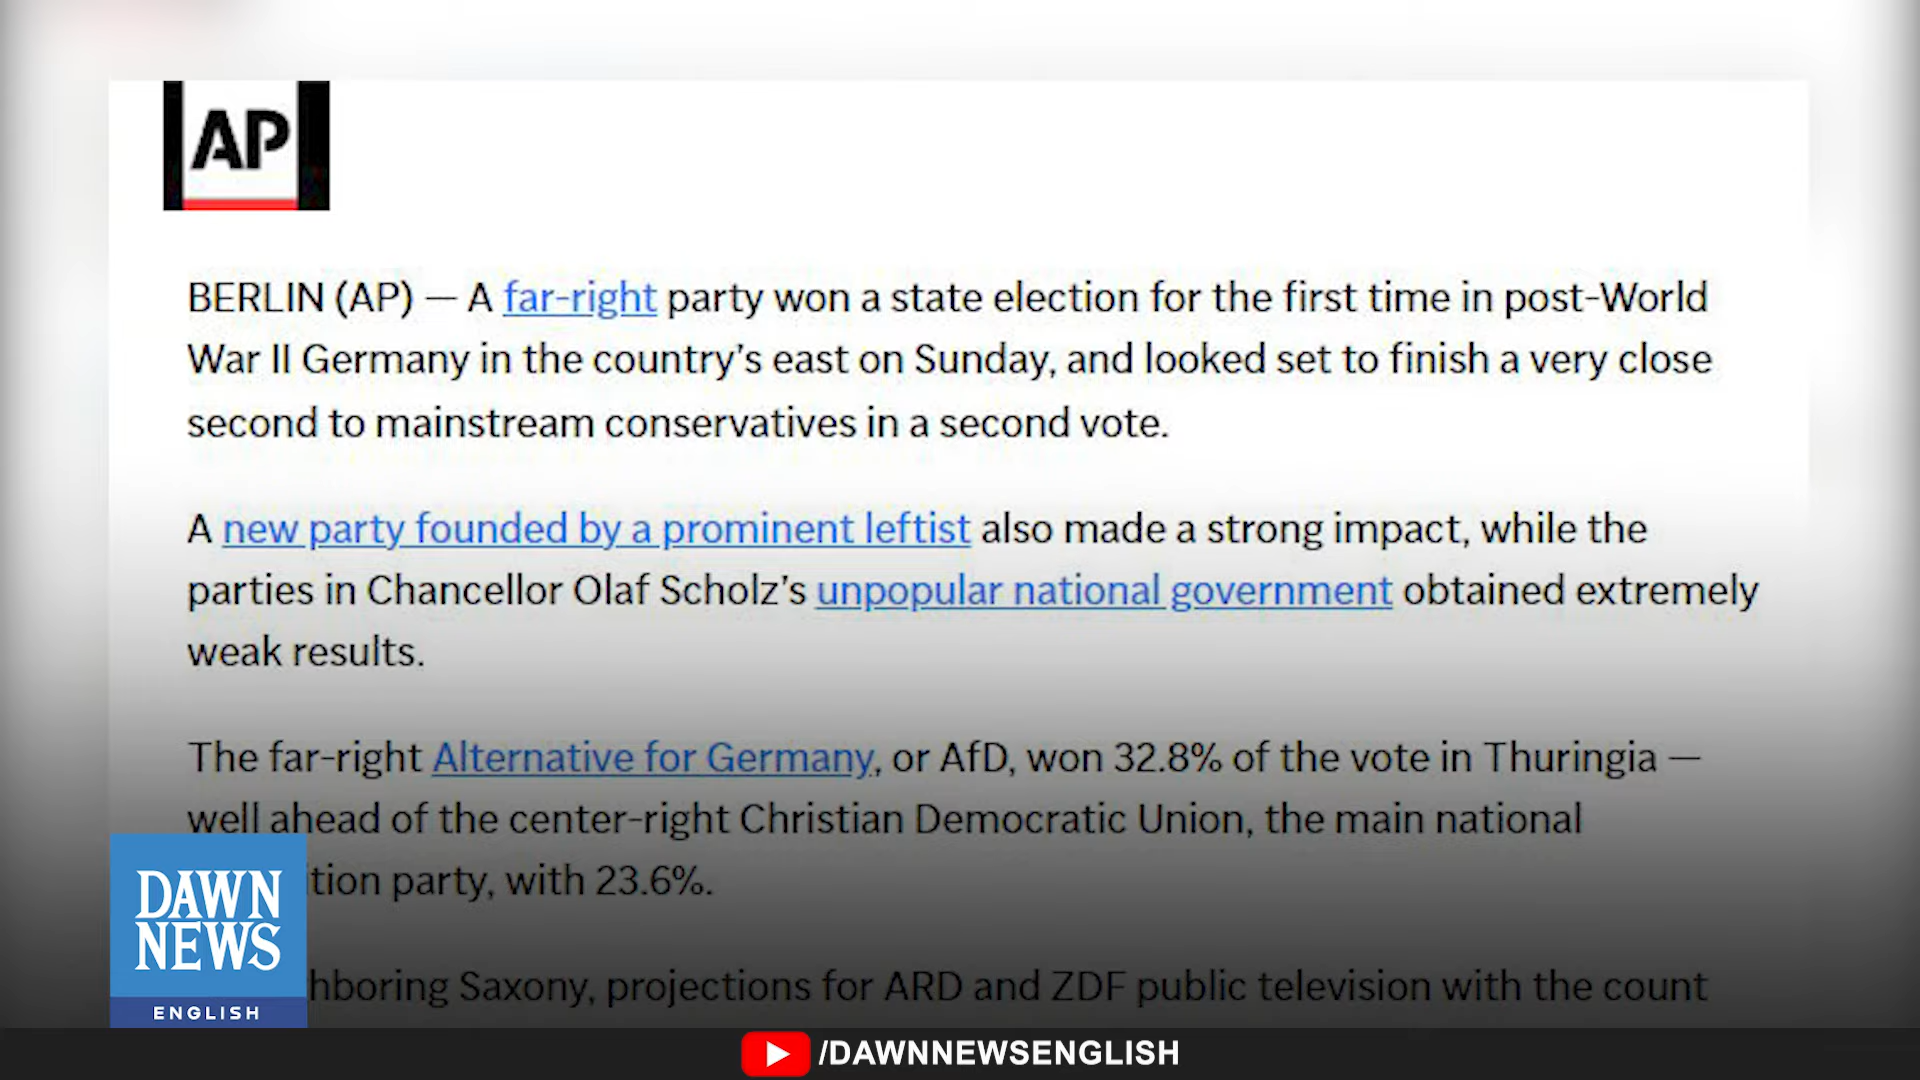 AP
BERLIN (AP) — A far-right party won a state election for the first time in post-World
War II Germany in the country's east on Sunday, and looked set to finish a very close
second to mainstream conservatives in a second vote.
A new party founded by a prominent leftist also made a strong impact, while the
parties in Chancellor Olaf Scholz's unpopular national government obtained extremely
weak results.
The far-right Alternative for Germany, or AfD, won 32.8% of the vote in Thuringia —
well ahead of the center-right Christian Democratic Union, the main national
party, with 23.6%.
Saxony, projections for ARD and ZDF public television with the count
DAWN
NEWS
ENGLISH
/DAWNNEWSENGLISH